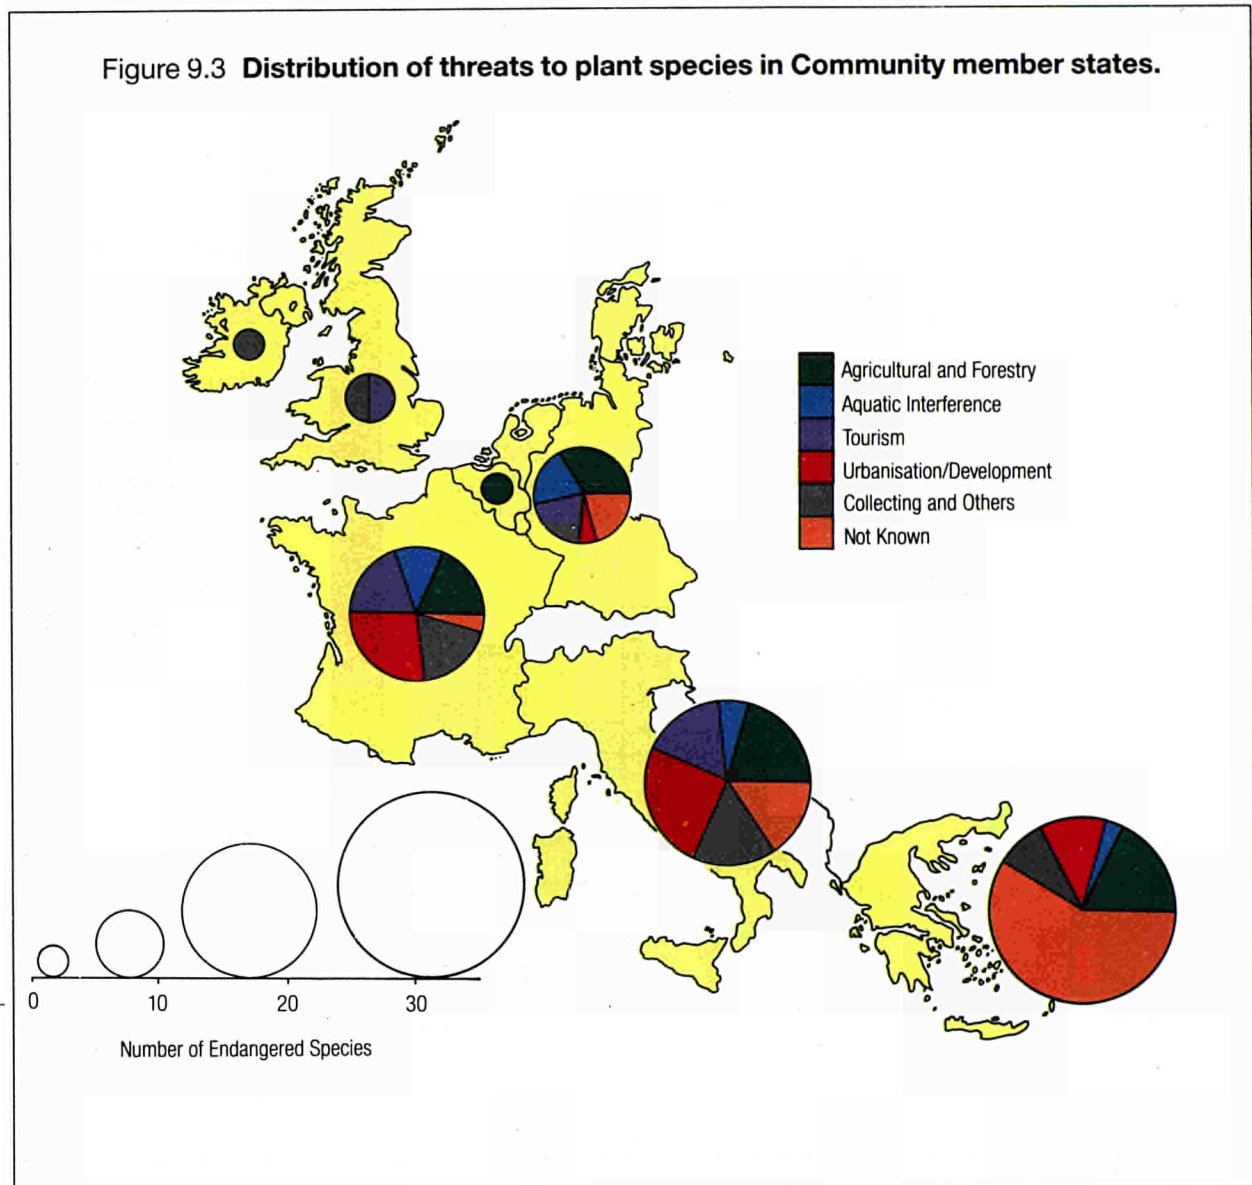 Figure 9.3 Distribution of threats to plant species in Community member states.
Agricultural and Forestry
Aquatic Interference
Tourism
Urbanisation/Development
Collecting and Others
Not Known
0 10 20 30
Number of Endangered Species